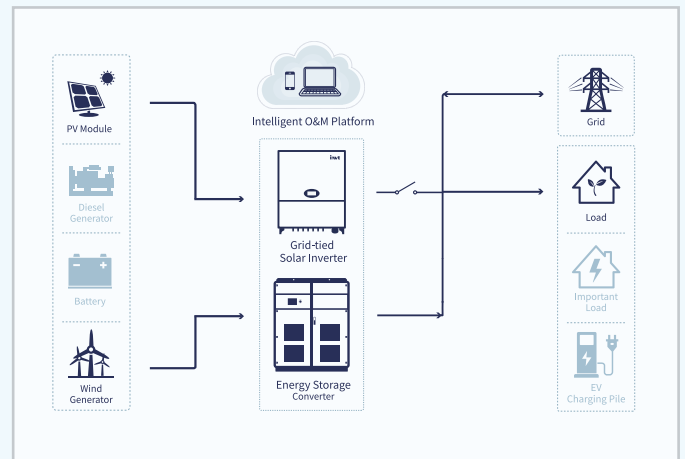 PV Module
Diesel
Generator
Battery
Wind
Generator
Intelligent O&M Platform
Grid-tied
Solar Inverter
Energy Storage
Converter
Grid
Load
Important
Load
EV
Charging Pile